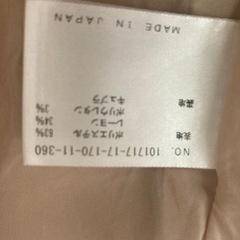 NO. 101717-17-170-11-360
表地 ポリエステル 63%
レーヨン 34%
ポリウレタン 3%
裏地 キュプラ
MADE IN JAPAN